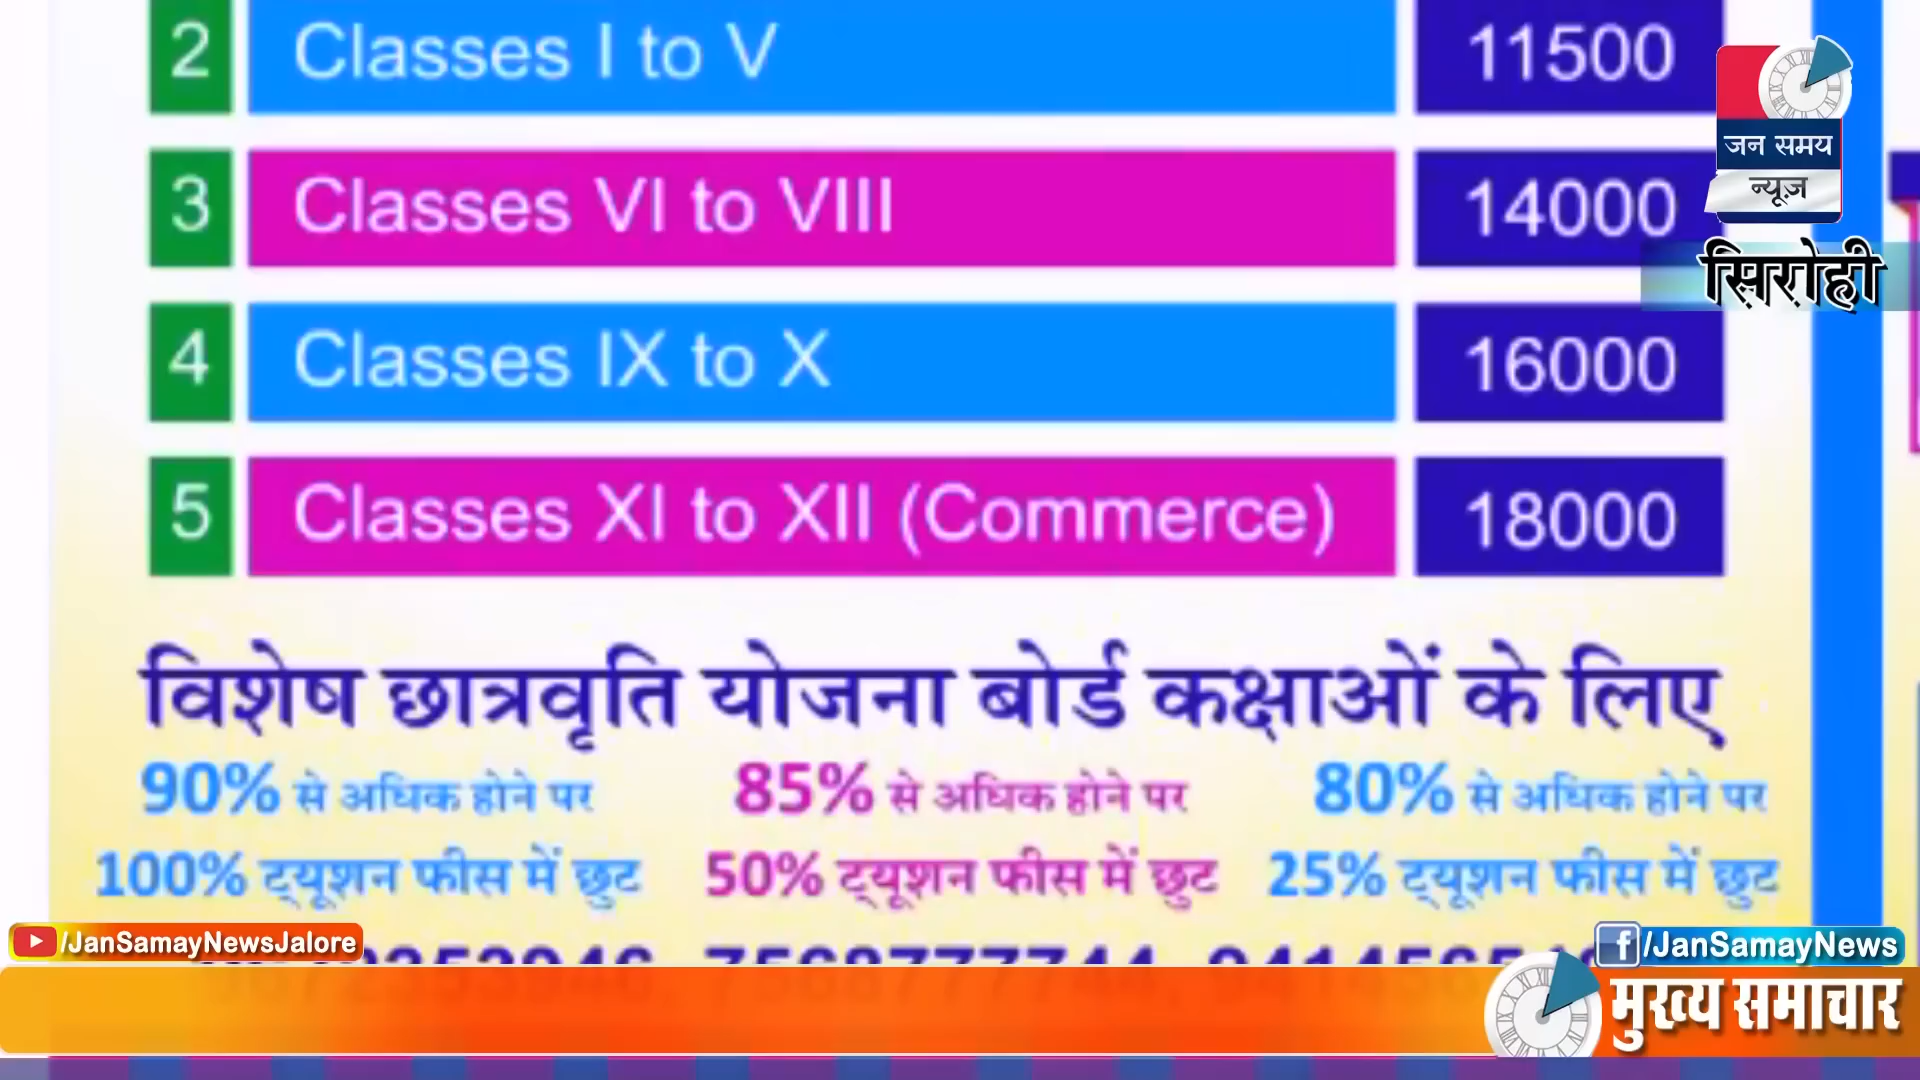 2 Classes I to V 11500
3 Classes VI to VIII 14000
4 Classes IX to X 16000
5 Classes XI to XII (Commerce) 18000
जन समय
न्यूज़
सिरोही
विशेष छात्रवृति योजना बोर्ड कक्षाओं के लिए
90% से अधिक होने पर 85% से अधिक होने पर 80% से अधिक होने पर
100% ट्यूशन फीस में छुट 50% ट्यूशन फीस में छुट 25% ट्यूशन फीस में छुट
/JanSamayNewsJalore
/JanSamayNews
मुख्य समाचार